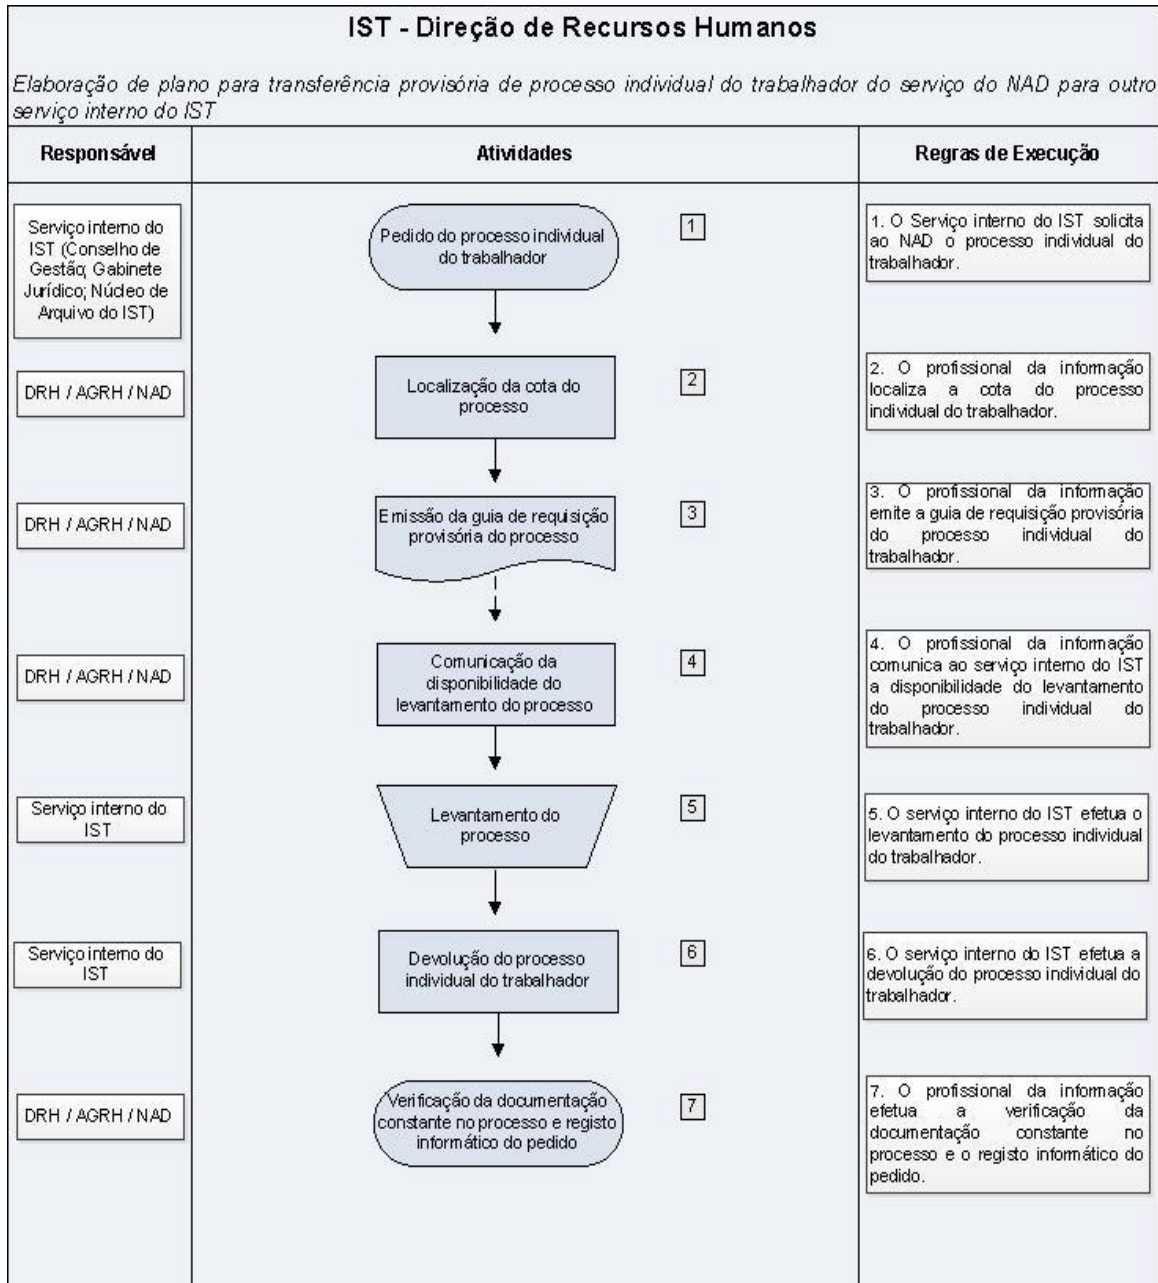 IST - Direção de Recursos Humanos
Elaboração de plano para transferência provisória de processo individual do trabalhador do serviço do NAD para outro
serviço interno do IST
Responsável
Atividades
Regras de Execução
Serviço interno do
IST (Conselho de
Gestão; Gabinete
Jurídico; Núcleo de
Arquivo do IST)
Pedido do processo individual
do trabalhador
1
1. O Serviço interno do IST solicita
ao NAD o processo individual do
trabalhador.
DRH / AGRH / NAD
Localização da cota do
processo
2
2. O profissional da informação
localiza a cota do processo
individual do trabalhador.
DRH / AGRH / NAD
Emissão da guia de requisição
provisória do processo
3
3. O profissional da informação
emite a guia de requisição provisória
do processo individual do
trabalhador.
DRH / AGRH / NAD
Comunicação da
disponibilidade do
levantamento do processo
4
4. O profissional da informação
comunica ao serviço interno do IST
a disponibilidade do levantamento
do processo individual do
trabalhador.
Serviço interno do
IST
Levantamento do
processo
5
5. O serviço interno do IST efetua o
levantamento do processo individual
do trabalhador.
Serviço interno do
IST
Devolução do processo
individual do trabalhador
6
6. O serviço interno do IST efetua a
devolução do processo individual do
trabalhador.
DRH / AGRH / NAD
Verificação da documentação
constante no processo e registo
informático do pedido
7
7. O profissional da informação
efetua a verificação da
documentação constante no
processo e o registo informático do
pedido.